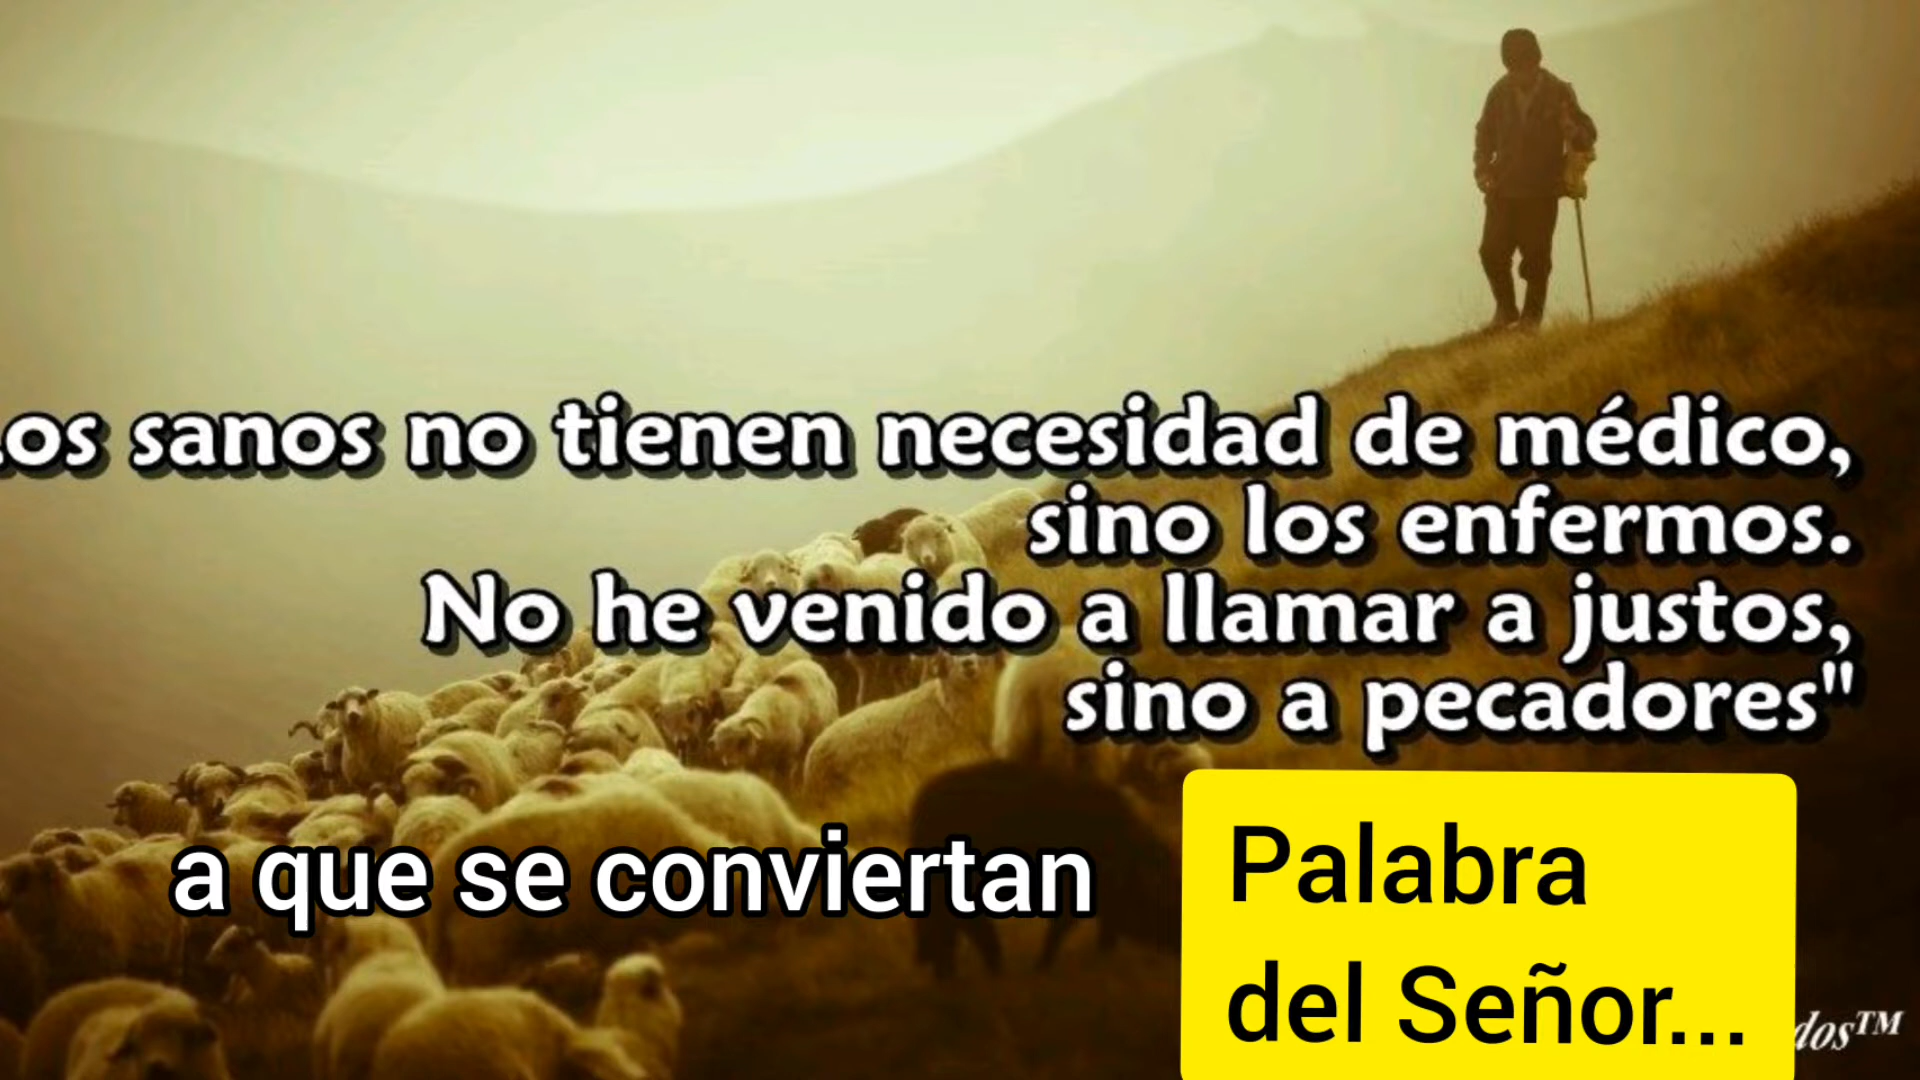 os sanos no tienen necesidad de médico,
sino los enfermos.
No he venido a llamar a justos,
sino a pecadores"
a que se conviertan
Palabra
del Señor...
dos™